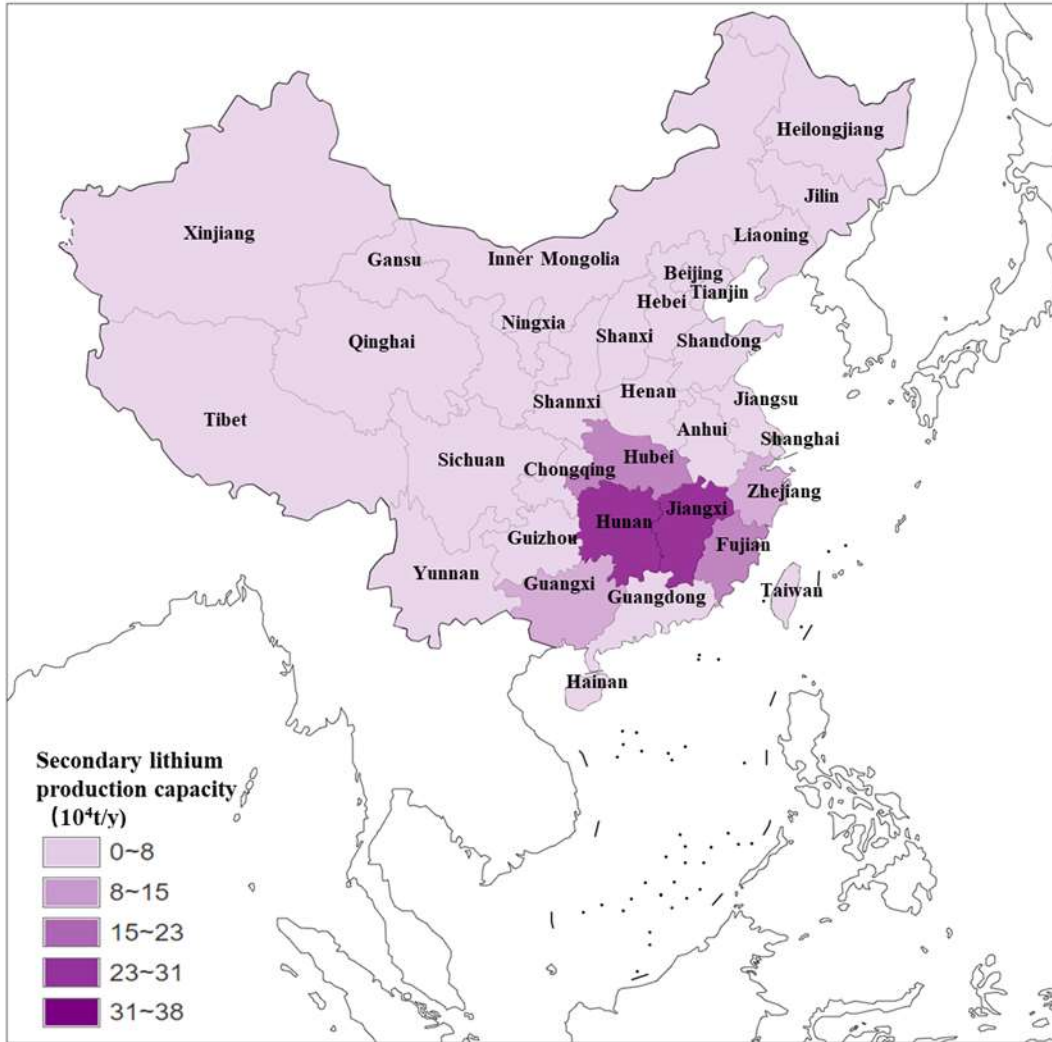 Heilongjiang
Jilin
Liaoning
Xinjiang
Gansu
Inner Mongolia
Beijing
Tianjin
Hebei
Ningxia
Shanxi
Shandong
Qinghai
Henan
Jiangsu
Shannxi
Tibet
Anhui
Shanghai
Sichuan
Hubei
Chongqing
Zhejiang
Jiangxi
Hunan
Guizhou
Fujian
Yunnan
Guangxi
Guangdong
Taiwan
Hainan
Secondary lithium
production capacity
(10⁴t/y)
0~8
8~15
15~23
23~31
31~38